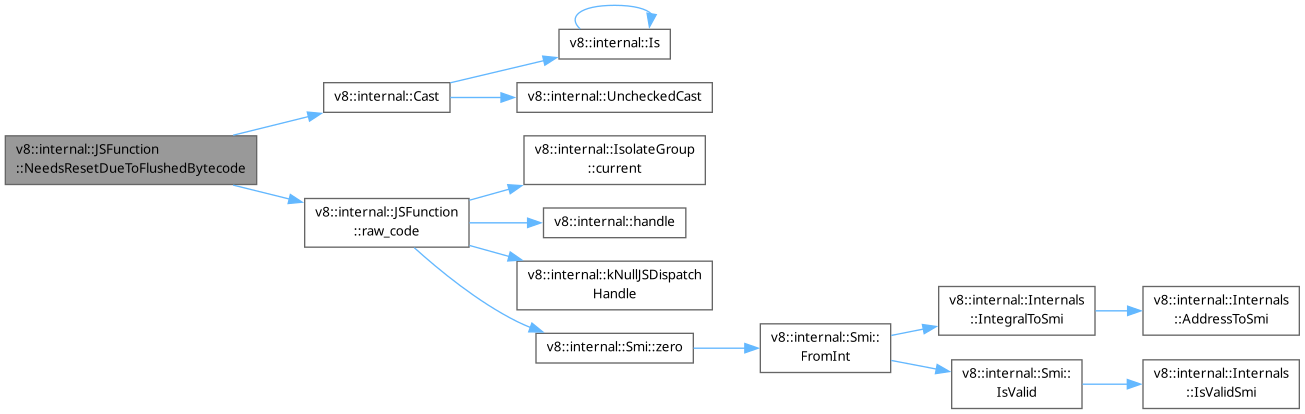 v8::internal::Is
v8::internal::Cast
v8::internal::UncheckedCast
v8::internal::JSFunction
::NeedsResetDueToFlushedBytecode
v8::internal::IsolateGroup
::current
v8::internal::JSFunction
::raw_code
v8::internal::handle
v8::internal::kNullJSDispatch
Handle
v8::internal::Smi::zero
v8::internal::Smi::
FromInt
v8::internal::Internals
::IntegralToSmi
v8::internal::Internals
::AddressToSmi
v8::internal::Smi::
IsValid
v8::internal::Internals
::IsValidSmi